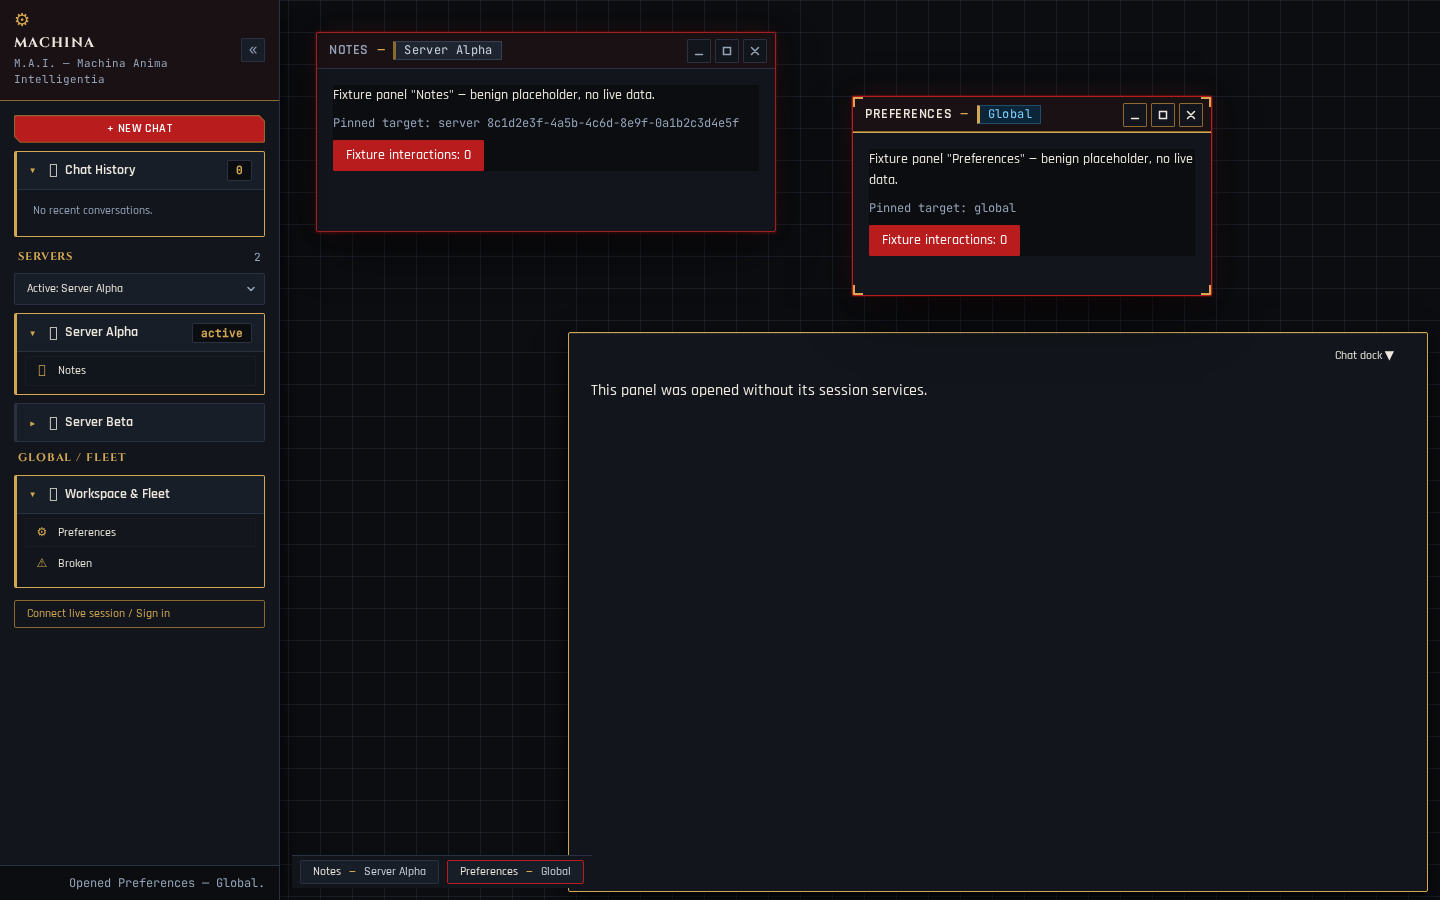 MACHINA
M.A.I. — Machina Anima
Intelligentia
«
+ NEW CHAT
Chat History
0
No recent conversations.
SERVERS
2
Active: Server Alpha
Server Alpha
active
Notes
Server Beta
GLOBAL / FLEET
Workspace & Fleet
Preferences
Broken
Connect live session / Sign in
Opened Preferences — Global.
NOTES — Server Alpha
Fixture panel "Notes" — benign placeholder, no live data.
Pinned target: server 8c1d2e3f-4a5b-4c6d-8e9f-0a1b2c3d4e5f
Fixture interactions: 0
PREFERENCES — Global
Fixture panel "Preferences" — benign placeholder, no live
data.
Pinned target: global
Fixture interactions: 0
Chat dock ▼
This panel was opened without its session services.
Notes — Server Alpha
Preferences — Global